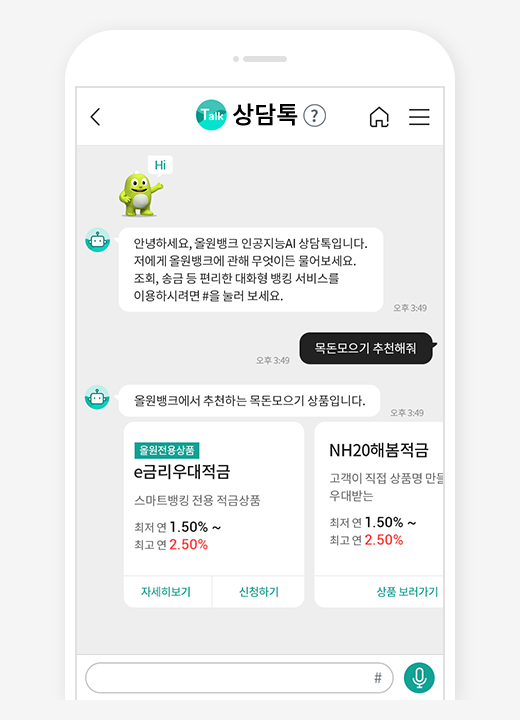 Talk 상담톡 ?
Hi
안녕하세요, 올원뱅크 인공지능AI 상담톡입니다.
저에게 올원뱅크에 관해 무엇이든 물어보세요.
조회, 송금 등 편리한 대화형 뱅킹 서비스를
이용하시려면 #을 눌러 보세요.
오후 3:49
목돈모으기 추천해줘
오후 3:49
올원뱅크에서 추천하는 목돈모으기 상품입니다.
오후 3:49
올원전용상품
e금리우대적금
스마트뱅킹 전용 적금상품
최저 연 1.50% ~
최고 연 2.50%
자세히보기 신청하기
NH20해봄적금
고객이 직접 상품명 만들
우대받는
최저 연 1.50% ~
최고 연 2.50%
상품 보러가기
#